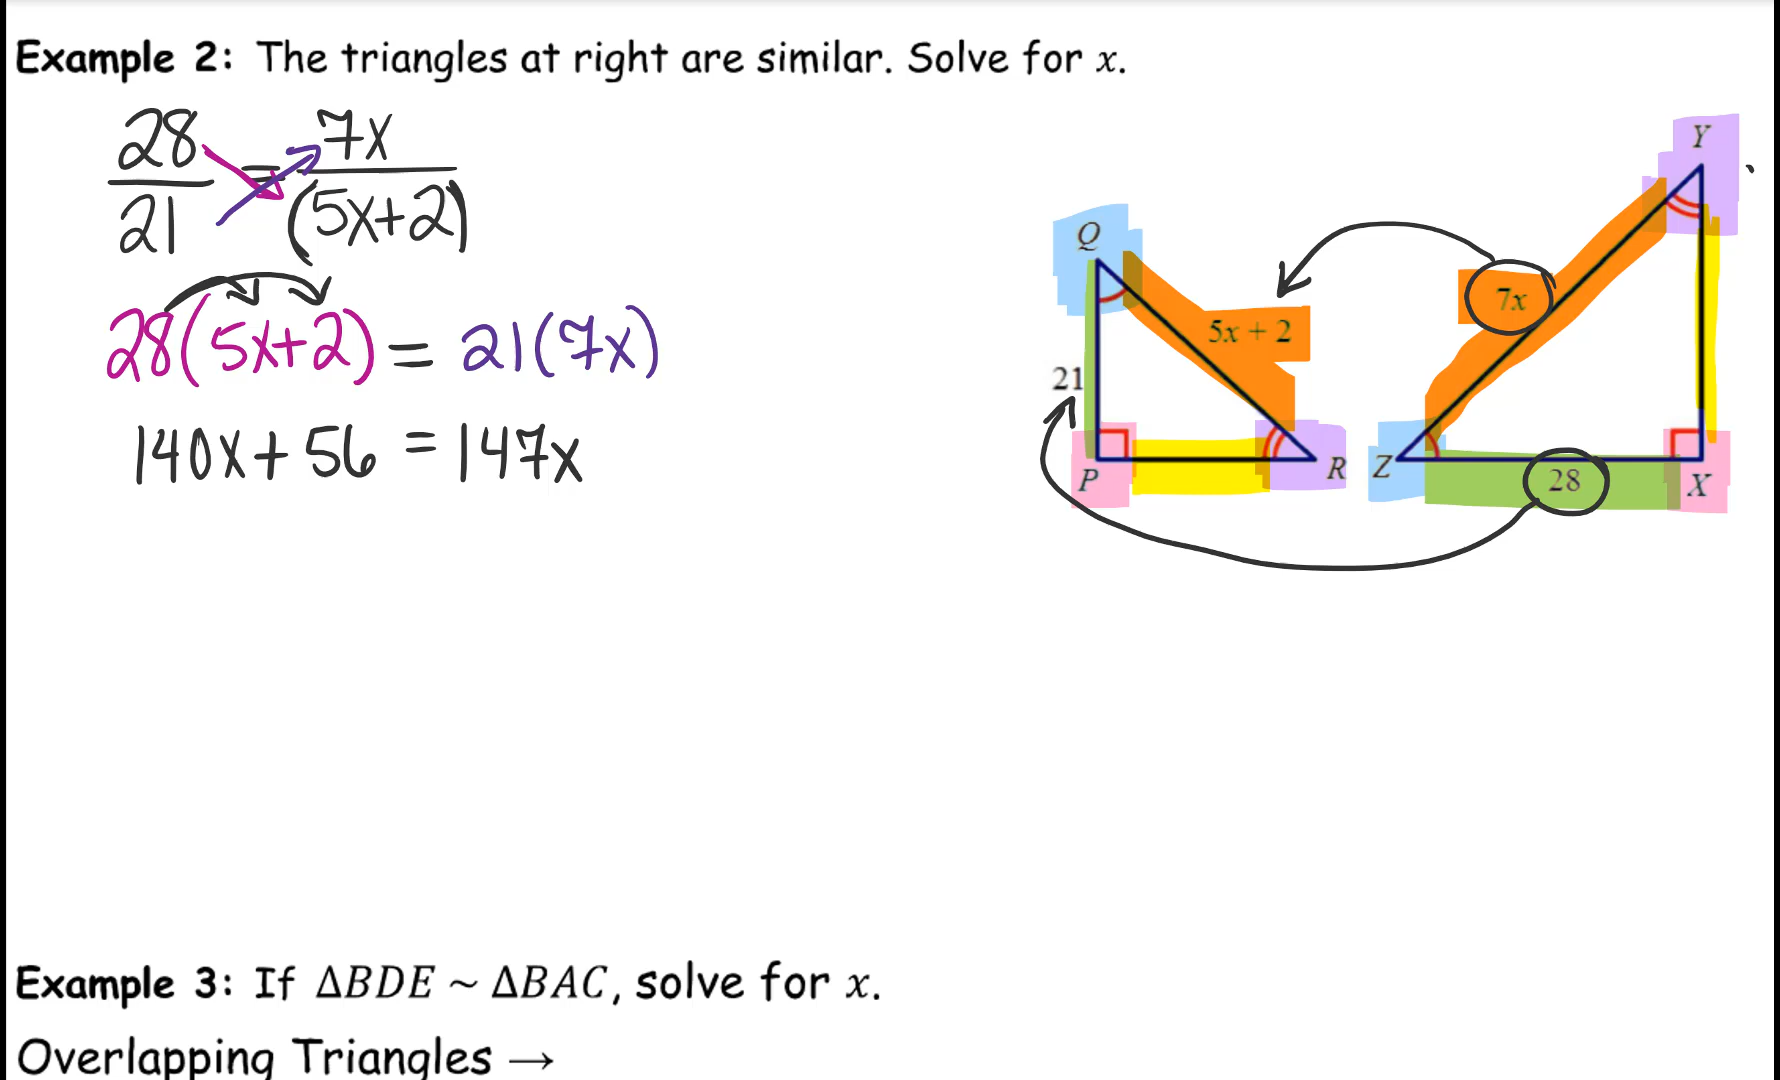 Example 2: The triangles at right are similar. Solve for x.
28/21 = 7x/(5x+2)
28(5x+2) = 21(7x)
140x + 56 = 147x
Q
21
P
5x + 2
R
Y
7x
Z
28
X
Example 3: If ΔBDE ~ ΔBAC, solve for x.
Overlapping Triangles →